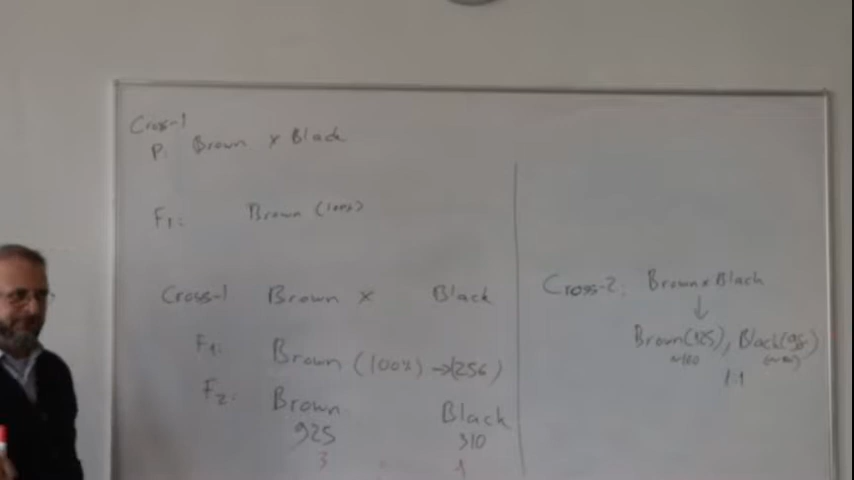 Cross-1
P: Brown x Black
F1: Brown (100%)
Cross-1 Brown x Black
F1: Brown (100%) → (256)
F2: Brown Black
925 310
3 1
Cross-2: Brown x Black
↓
Brown(125), Black(95)
1:1